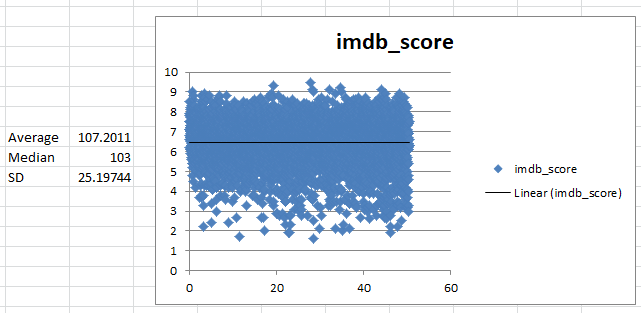 imdb_score
10
9
8
7
6
5
4
3
2
1
0
0 20 40 60
Average 107.2011
Median 103
SD 25.19744
imdb_score
Linear (imdb_score)